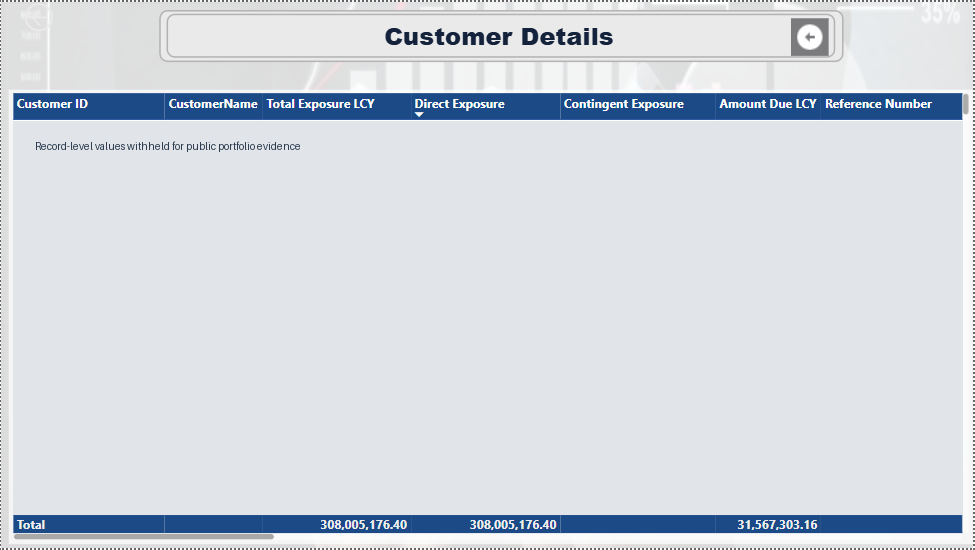 35%
Customer Details
Customer ID CustomerName Total Exposure LCY Direct Exposure Contingent Exposure Amount Due LCY Reference Number
Record-level values withheld for public portfolio evidence
Total 308,005,176.40 308,005,176.40 31,567,303.16